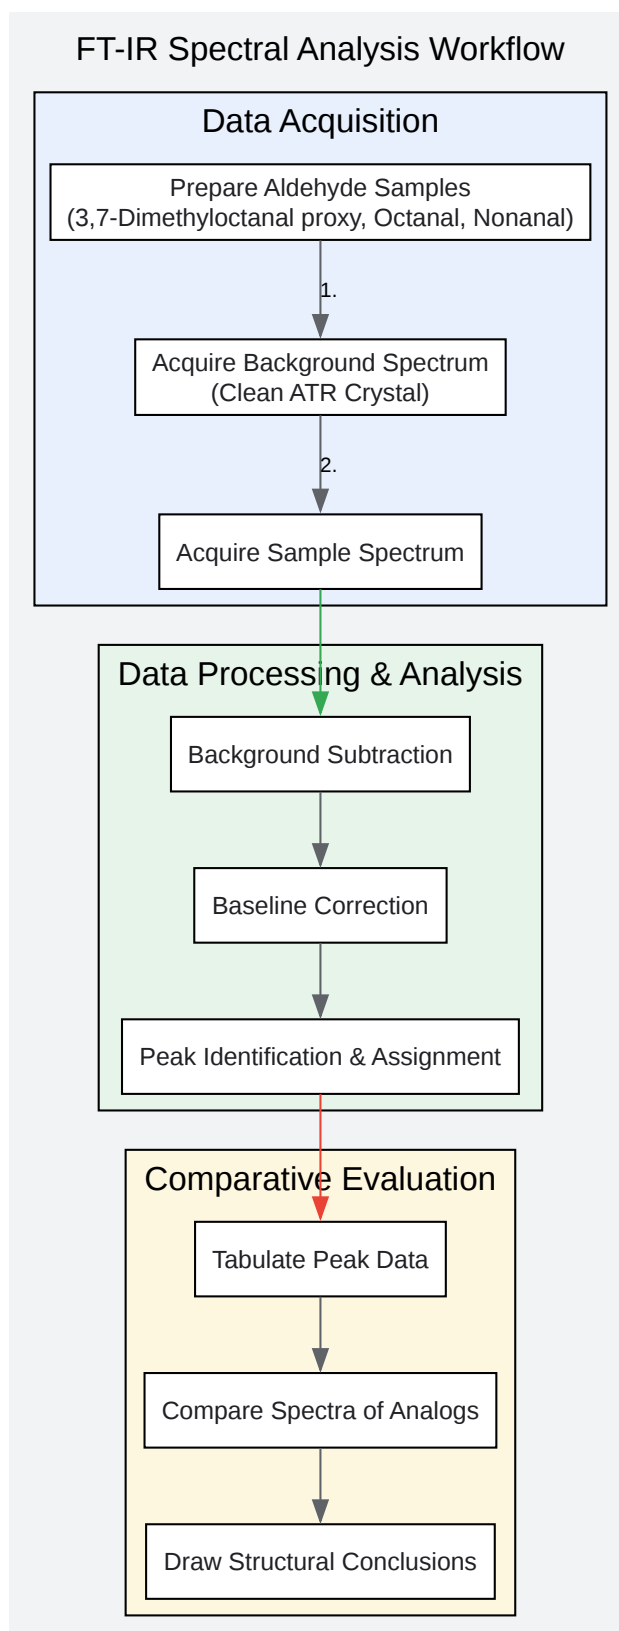 FT-IR Spectral Analysis Workflow
Data Acquisition
Prepare Aldehyde Samples
(3,7-Dimethyloctanal proxy, Octanal, Nonanal)
1.
Acquire Background Spectrum
(Clean ATR Crystal)
2.
Acquire Sample Spectrum
Data Processing & Analysis
Background Subtraction
Baseline Correction
Peak Identification & Assignment
Comparative Evaluation
Tabulate Peak Data
Compare Spectra of Analogs
Draw Structural Conclusions